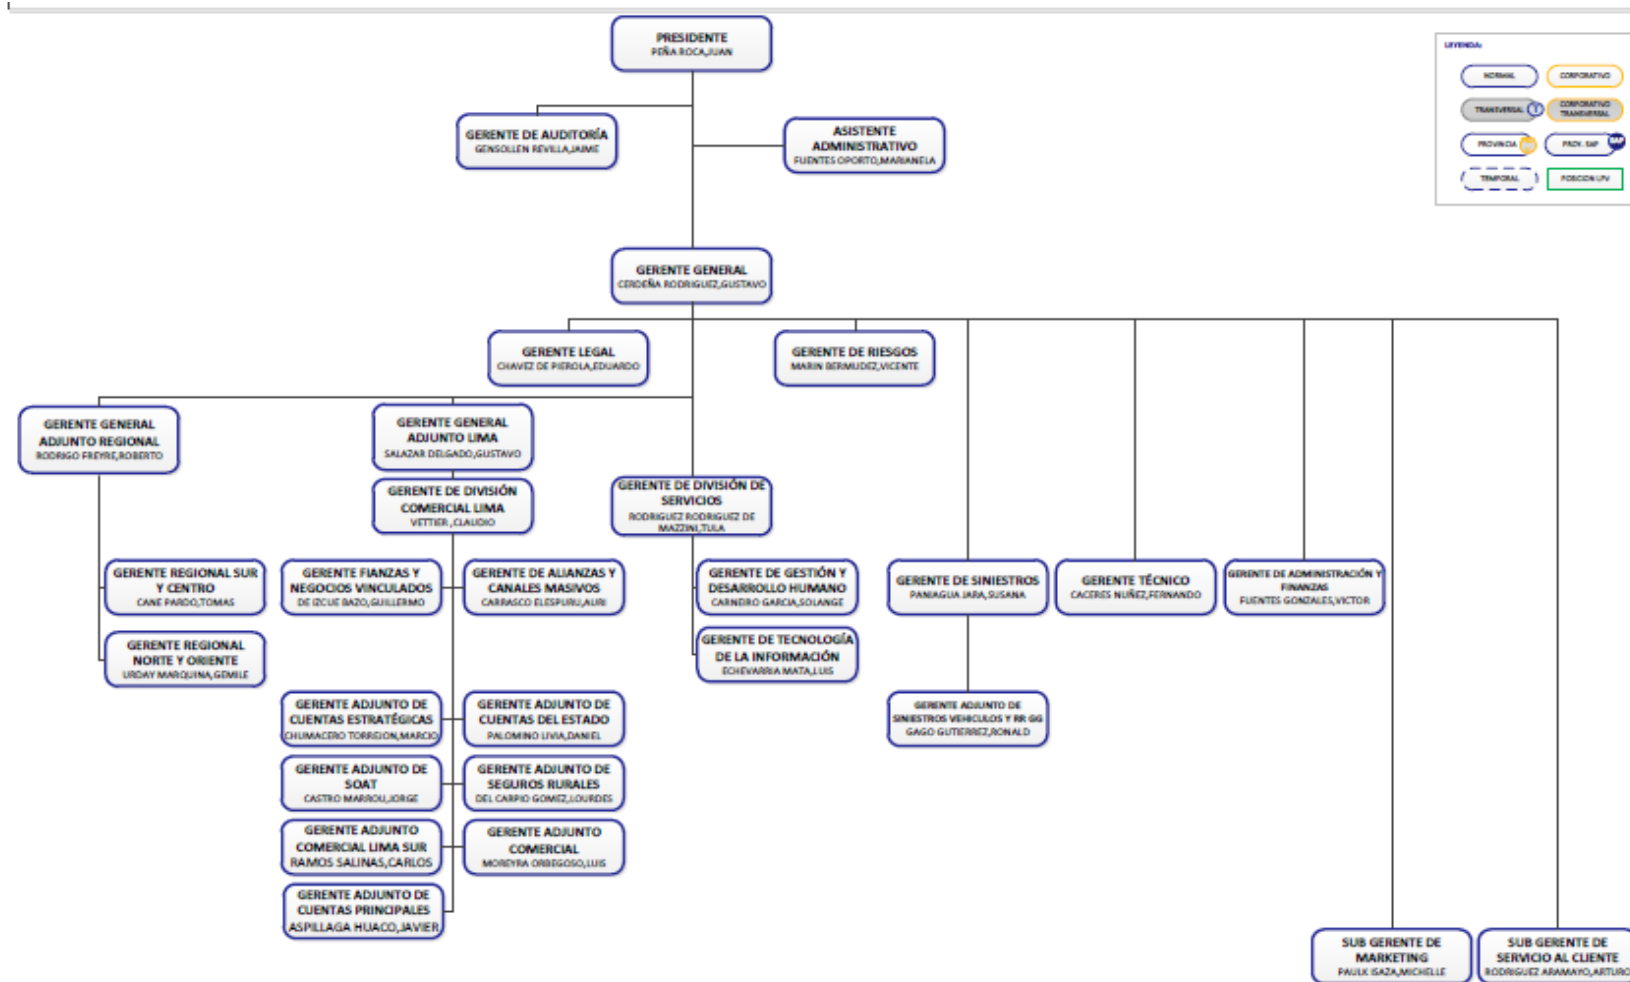 PRESIDENTE
PEÑA ROCA,JUAN
LEYENDA:
NORMAL
CORPORATIVO
TRANSVERSAL
T
CORPORATIVO
TRANSVERSAL
PROVINCIA
PROV. SAP
TEMPORAL
POSICION LPV
GERENTE DE AUDITORÍA
GENSOLLEN REVILLA,JAIME
ASISTENTE
ADMINISTRATIVO
FUENTES OPORTO,MARIANELA
GERENTE GENERAL
CERDEÑA RODRIGUEZ,GUSTAVO
GERENTE LEGAL
CHAVEZ DE PIEROLA,EDUARDO
GERENTE DE RIESGOS
MARIN BERMUDEZ,VICENTE
GERENTE GENERAL
ADJUNTO REGIONAL
RODRIGO FREYRE,ROBERTO
GERENTE GENERAL
ADJUNTO LIMA
SALAZAR DELGADO,GUSTAVO
GERENTE DE DIVISIÓN
COMERCIAL LIMA
VETTIER ,CLAUDIO
GERENTE DE DIVISIÓN DE
SERVICIOS
RODRIGUEZ RODRIGUEZ DE
MAZZINI,TULA
GERENTE REGIONAL SUR
Y CENTRO
CANE PARDO,TOMAS
GERENTE FIANZAS Y
NEGOCIOS VINCULADOS
DE IZCUE BAZO,GUILLERMO
GERENTE DE ALIANZAS Y
CANALES MASIVOS
CARRASCO ELESPURU,AURI
GERENTE DE GESTIÓN Y
DESARROLLO HUMANO
CARNEIRO GARCIA,SOLANGE
GERENTE DE SINIESTROS
PANIAGUA JARA,SUSANA
GERENTE TÉCNICO
CACERES NUÑEZ,FERNANDO
GERENTE DE ADMINISTRACIÓN Y
FINANZAS
FUENTES GONZALES,VICTOR
GERENTE REGIONAL
NORTE Y ORIENTE
URDAY MARQUINA,GEMILE
GERENTE DE TECNOLOGÍA
DE LA INFORMACIÓN
ECHEVARRIA MATA,LUIS
GERENTE ADJUNTO DE
CUENTAS ESTRATÉGICAS
CHUMACERO TORREJON,MARCIO
GERENTE ADJUNTO DE
CUENTAS DEL ESTADO
PALOMINO LIVIA,DANIEL
GERENTE ADJUNTO DE
SINIESTROS VEHICULOS Y RR GG
GAGO GUTIERREZ,RONALD
GERENTE ADJUNTO DE
SOAT
CASTRO MARROU,JORGE
GERENTE ADJUNTO DE
SEGUROS RURALES
DEL CARPIO GOMEZ,LOURDES
GERENTE ADJUNTO
COMERCIAL LIMA SUR
RAMOS SALINAS,CARLOS
GERENTE ADJUNTO
COMERCIAL
MOREYRA ORBEGOSO,LUIS
GERENTE ADJUNTO DE
CUENTAS PRINCIPALES
ASPILLAGA HUACO,JAVIER
SUB GERENTE DE
MARKETING
PAULK ISAZA,MICHELLE
SUB GERENTE DE
SERVICIO AL CLIENTE
RODRIGUEZ ARAMAYO,ARTURO